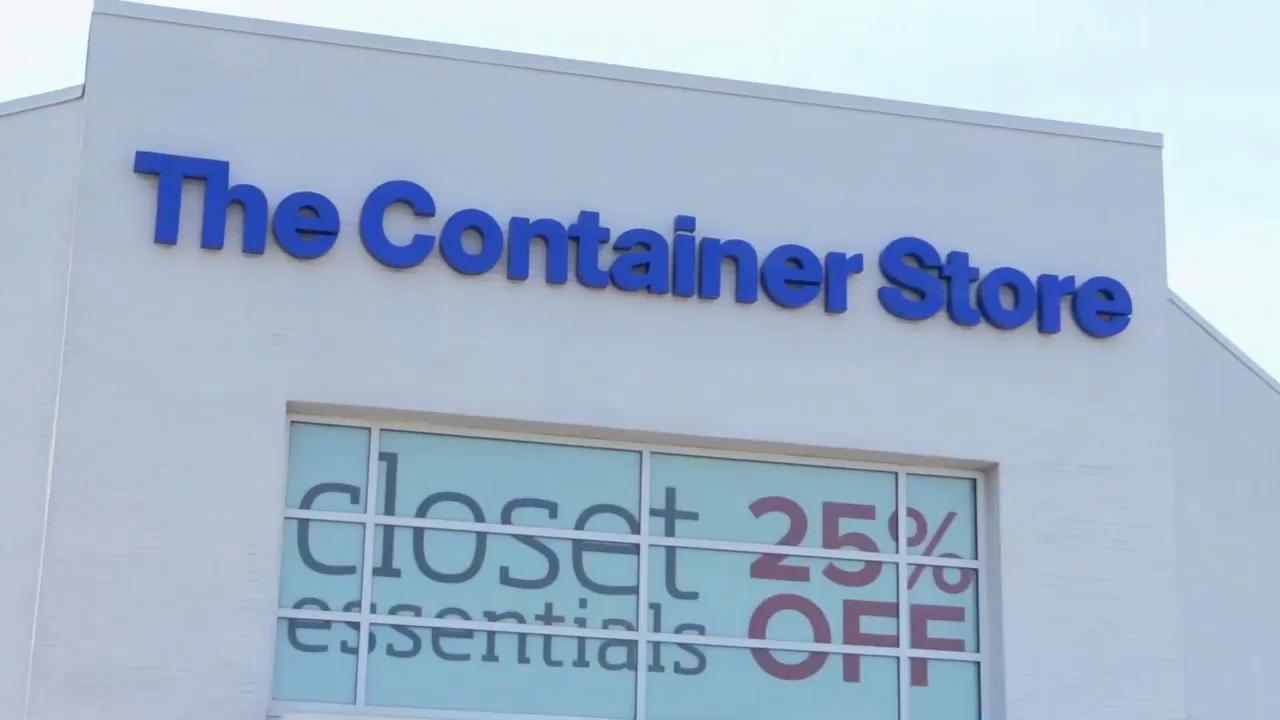 The Container Store
closet
essentials
25%
OFF